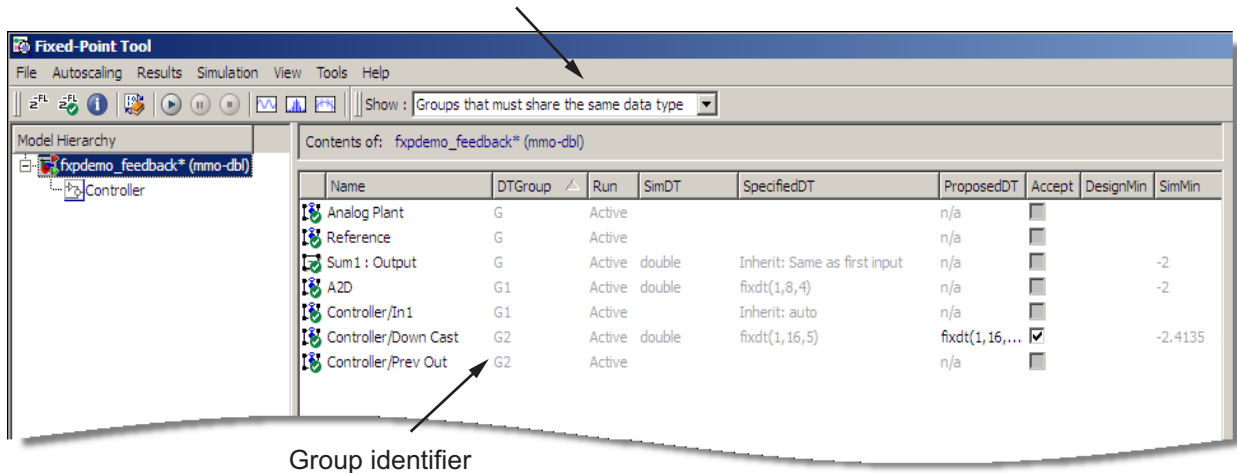 Fixed-Point Tool
File Autoscaling Results Simulation View Tools Help
Show : Groups that must share the same data type
Model Hierarchy
fxpdemo_feedback* (mmo-dbl)
Controller
Contents of: fxpdemo_feedback* (mmo-dbl)
Name DTGroup Run SimDT SpecifiedDT ProposedDT Accept DesignMin SimMin
Analog Plant G Active n/a
Reference G Active n/a
Sum1 : Output G Active double Inherit: Same as first input n/a -2
A2D G1 Active double fixdt(1,8,4) n/a -2
Controller/In1 G1 Active Inherit: auto n/a
Controller/Down Cast G2 Active double fixdt(1,16,5) fixdt(1,16,... -2.4135
Controller/Prev Out G2 Active n/a
Group identifier